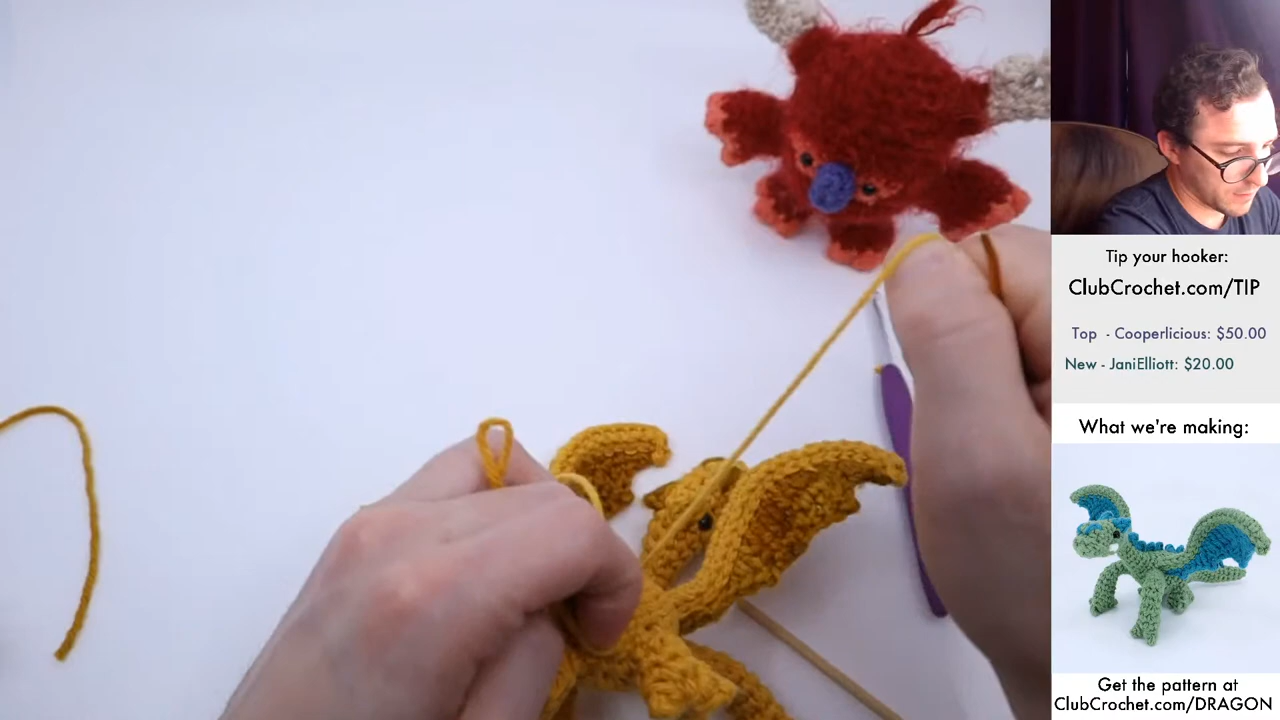 Tip your hooker:
ClubCrochet.com/TIP
Top - Cooperlicious: $50.00
New - JaniElliott: $20.00
What we're making:
Get the pattern at
ClubCrochet.com/DRAGON